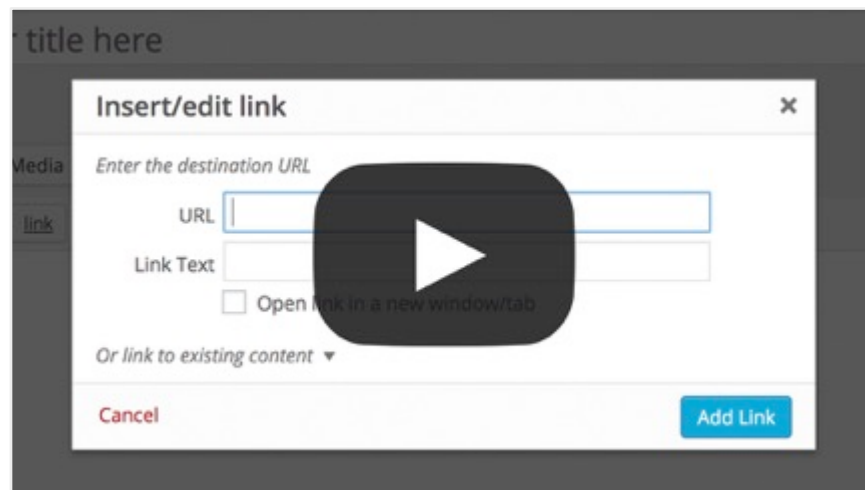 title here
Insert/edit link
Media
Enter the destination URL
link
URL
Link Text
Open link in a new window/tab
Or link to existing content
Cancel
Add Link